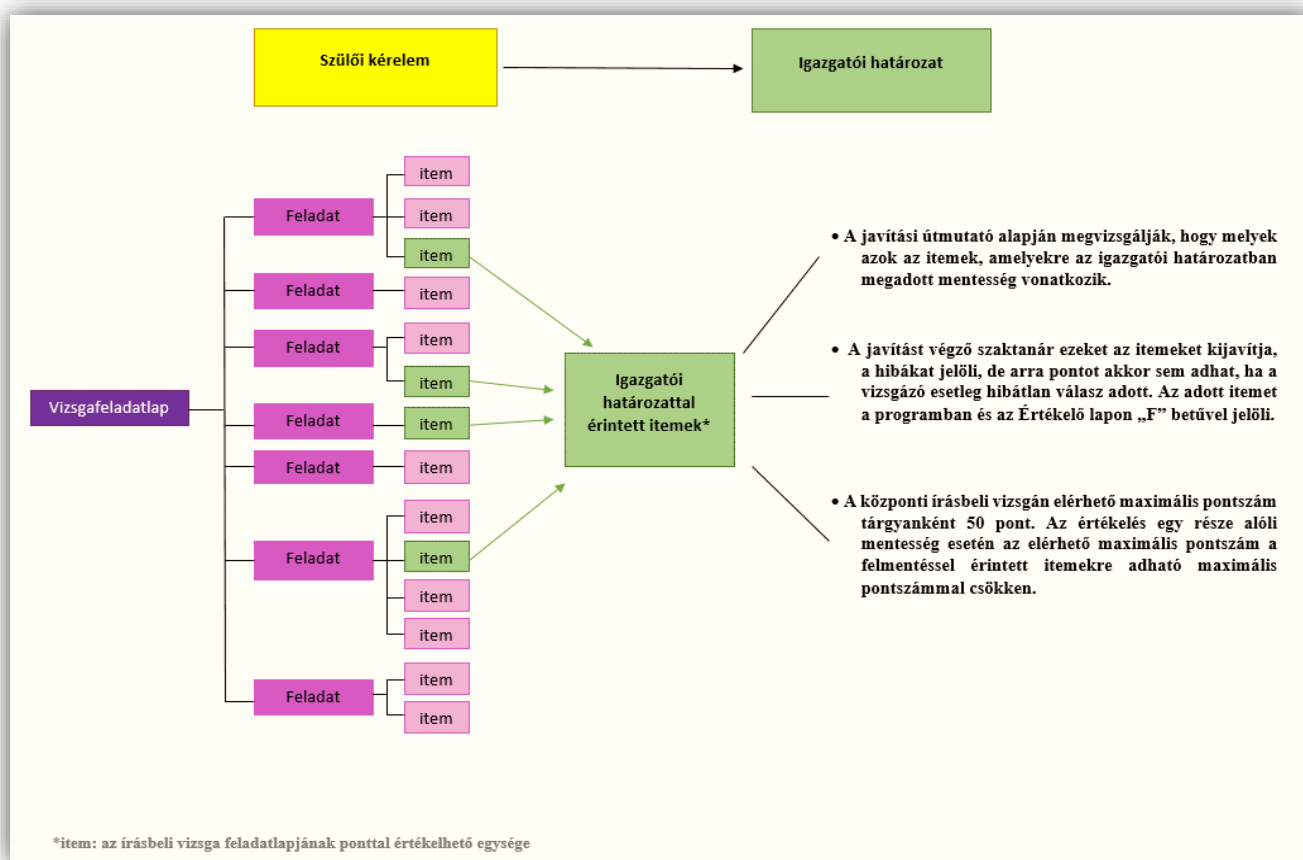 Szülői kérelem
Igazgatói határozat
Vizsgafeladatlap
Feladat
item
item
item
Feladat
item
Feladat
item
item
Feladat
item
Feladat
item
Feladat
item
item
item
item
Feladat
item
item
Igazgatói
határozattal
érintett itemek*
• A javítási útmutató alapján megvizsgálják, hogy melyek
azok az itemek, amelyekre az igazgatói határozatban
megadott mentesség vonatkozik.
• A javítást végző szaktanár ezeket az itemeket kijavítja,
a hibákat jelöli, de arra pontot akkor sem adhat, ha a
vizsgázó esetleg hibátlan válasz adott. Az adott itemet
a programban és az Értékelő lapon „F” betűvel jelöli.
• A központi írásbeli vizsgán elérhető maximális pontszám
tárgyanként 50 pont. Az értékelés egy része alóli
mentesség esetén az elérhető maximális pontszám a
felmentéssel érintett itemekre adható maximális
pontszámmal csökken.
*item: az írásbeli vizsga feladatlapjának ponttal értékelhető egysége